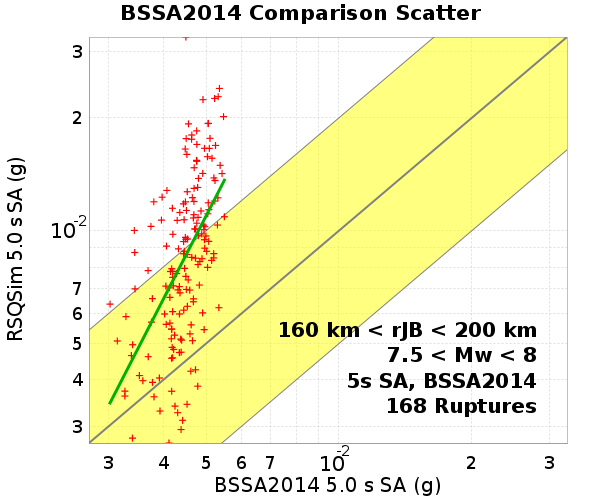 BSSA2014 Comparison Scatter
RSQSim 5.0 s SA (g)
3
2
10-2
7
6
5
4
3
160 km < rJB < 200 km
7.5 < Mw < 8
5s SA, BSSA2014
168 Ruptures
3 4 5 6 7 10-2 2 3
BSSA2014 5.0 s SA (g)